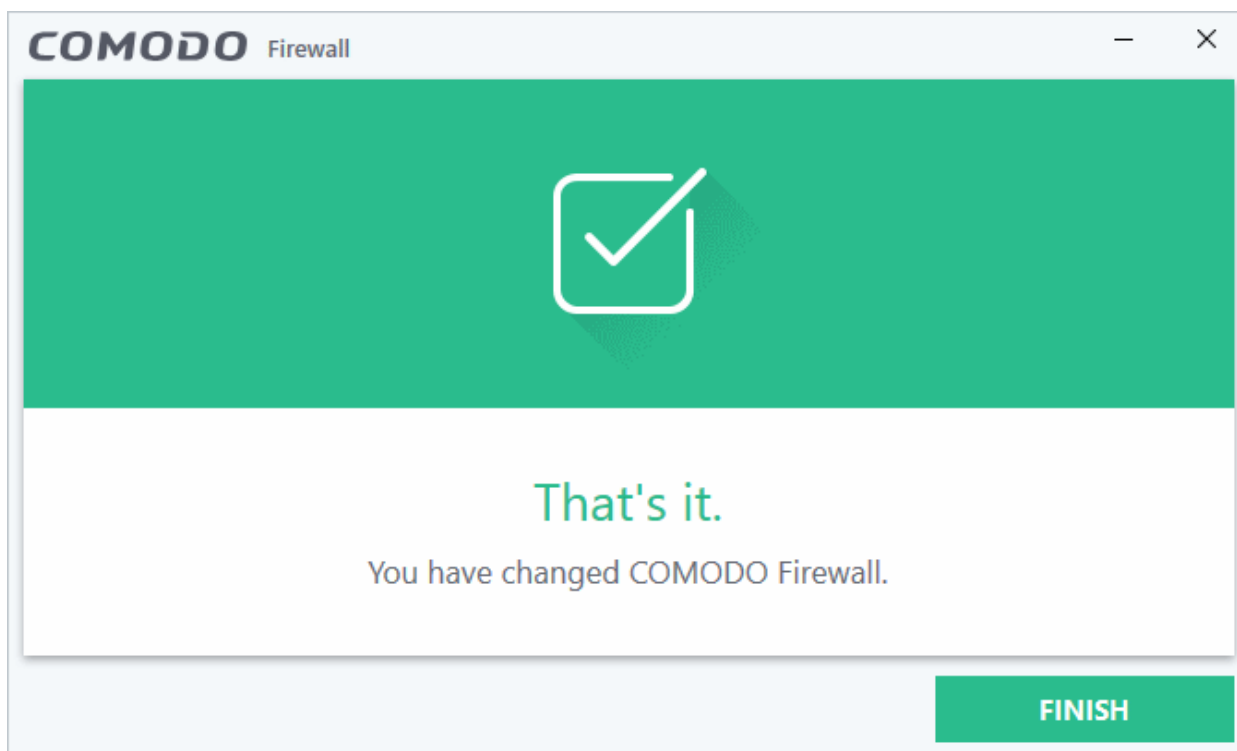 COMODO Firewall
That's it.
You have changed COMODO Firewall.
FINISH